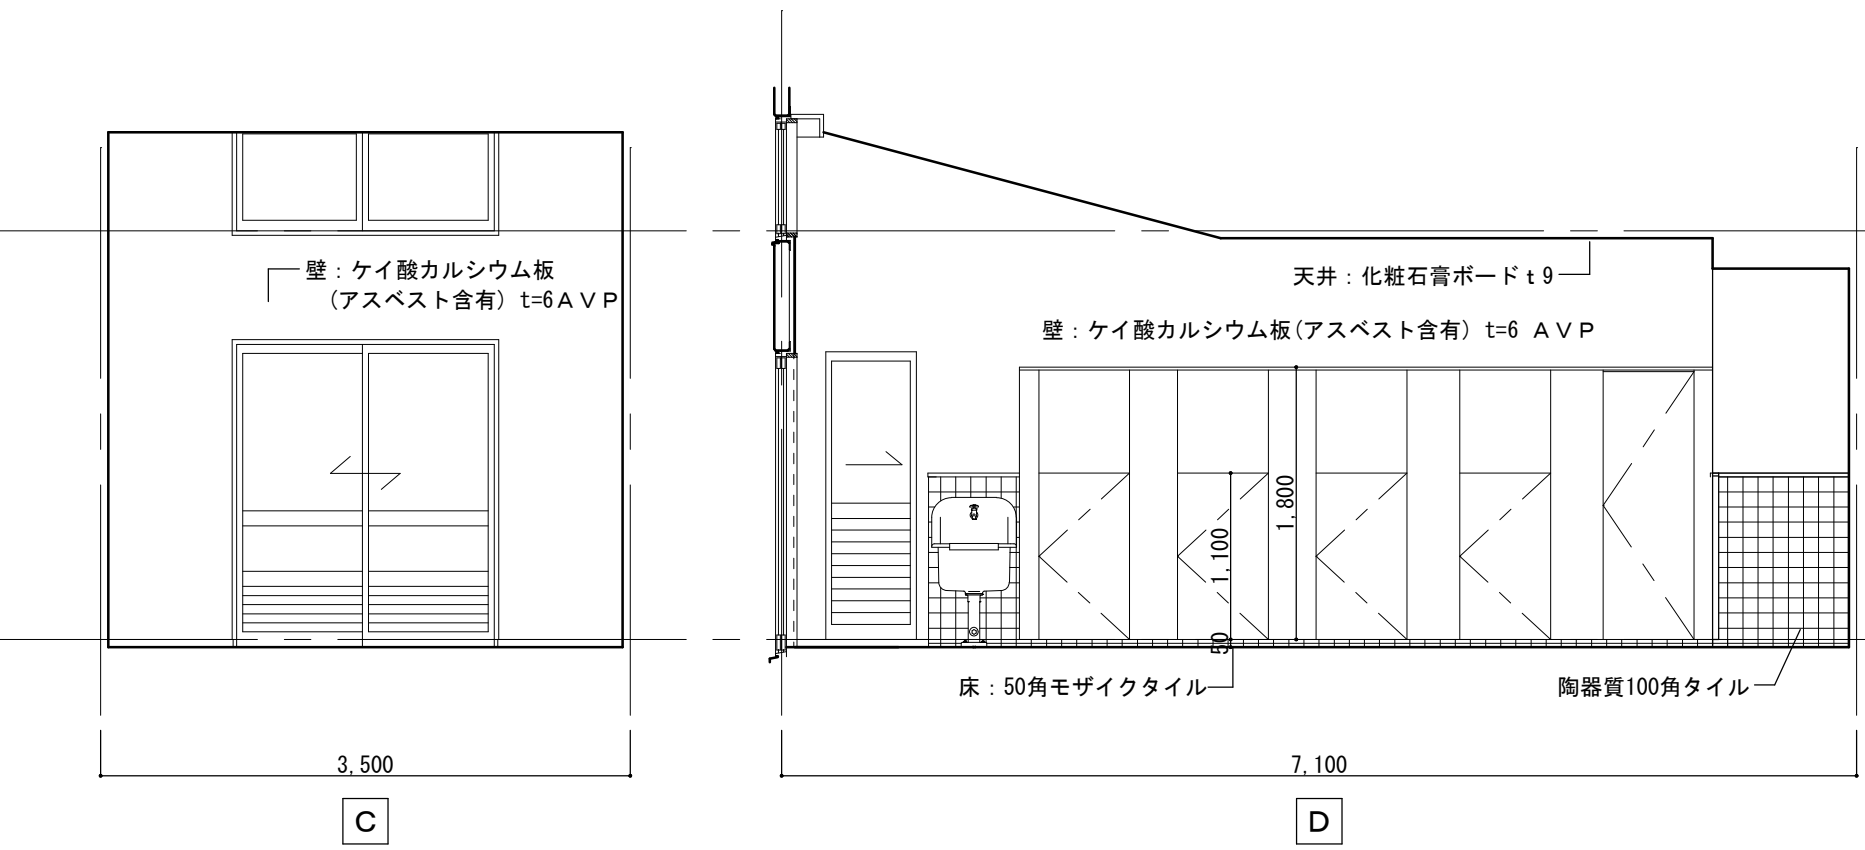 壁：ケイ酸カルシウム板
(アスベスト含有) t=6ＡＶＰ
天井：化粧石膏ボードｔ9
壁：ケイ酸カルシウム板(アスベスト含有) t=6 ＡＶＰ
1,800
1,100
50
床：50角モザイクタイル
陶器質100角タイル
3,500
7,100
C
D